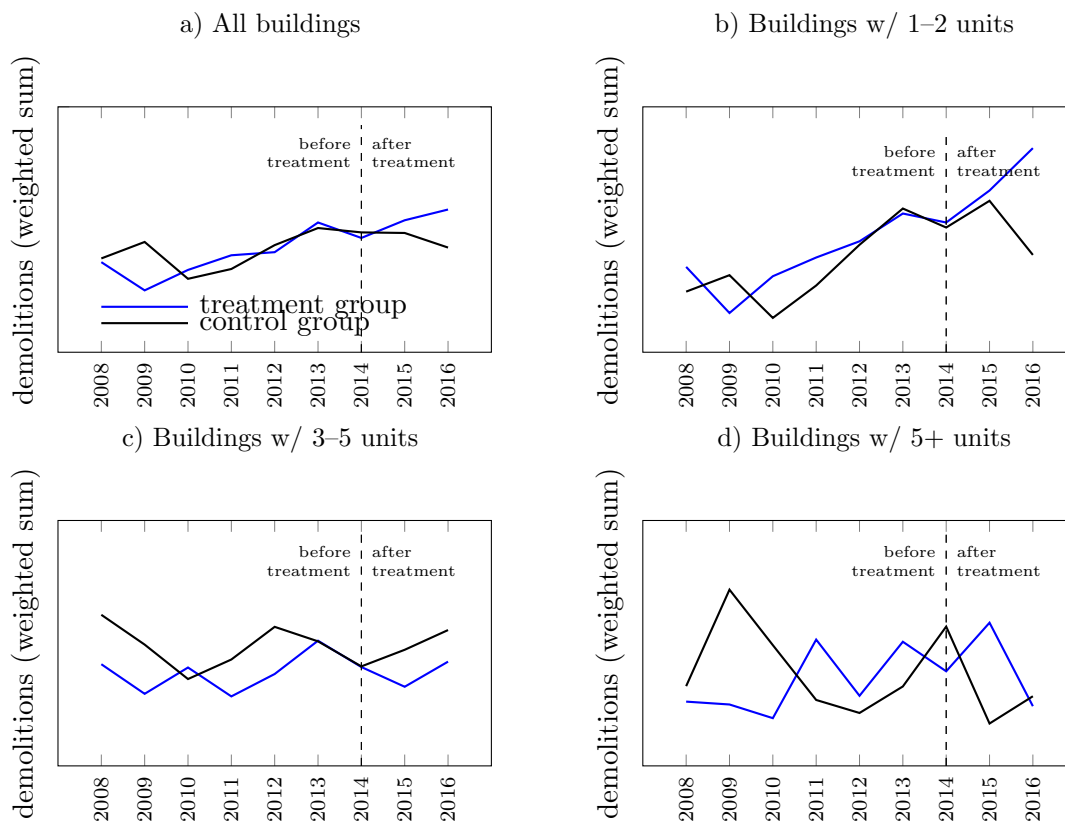 a) All buildings
demolitions (weighted sum)
before
treatment
after
treatment
treatment group
control group
2008
2009
2010
2011
2012
2013
2014
2015
2016
b) Buildings w/ 1–2 units
demolitions (weighted sum)
before
treatment
after
treatment
2008
2009
2010
2011
2012
2013
2014
2015
2016
c) Buildings w/ 3–5 units
demolitions (weighted sum)
before
treatment
after
treatment
2008
2009
2010
2011
2012
2013
2014
2015
2016
d) Buildings w/ 5+ units
demolitions (weighted sum)
before
treatment
after
treatment
2008
2009
2010
2011
2012
2013
2014
2015
2016